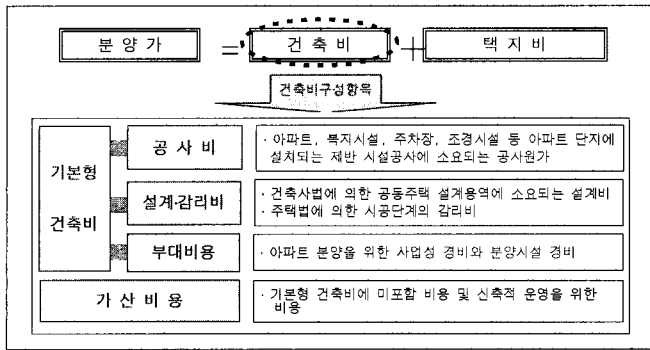 분 양 가 = 건 축 비 + 택 지 비
건축비구성항목
기본형
건축비
공 사 비
· 아파트, 복지시설, 주차장, 조경시설 등 아파트 단지에
설치되는 제반 시설공사에 소요되는 공사원가
설계·감리비
· 건축사법에 의한 공동주택 설계용역에 소요되는 설계비
· 주택법에 의한 시공단계의 감리비
부대비용
· 아파트 분양을 위한 사업성 경비와 분양시설 경비
가 산 비 용
· 기본형 건축비에 미포함 비용 및 신축적 운영을 위한
비용